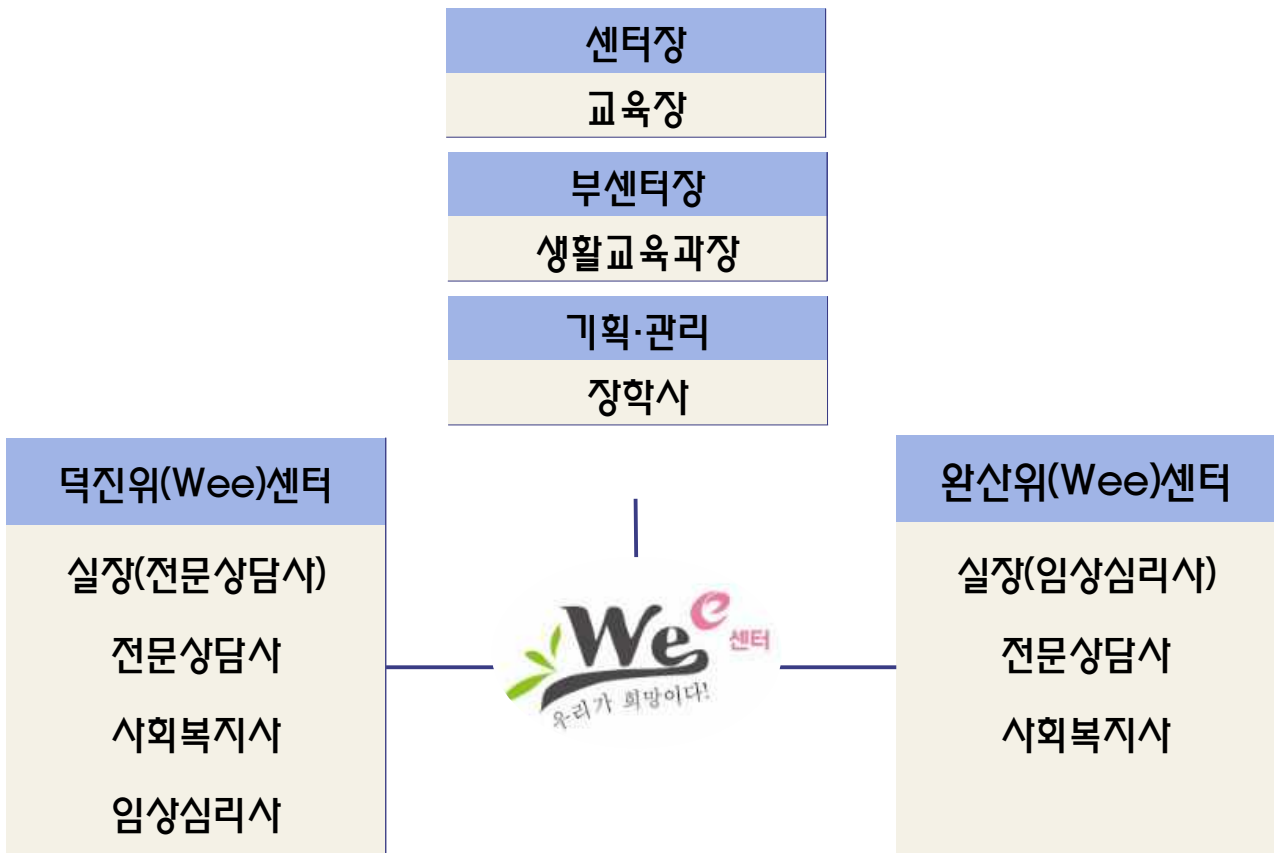 센터장
교육장
부센터장
생활교육과장
기획·관리
장학사
덕진위(Wee)센터
실장(전문상담사)
전문상담사
사회복지사
임상심리사
Wee 센터
우리가 희망이다!
완산위(Wee)센터
실장(임상심리사)
전문상담사
사회복지사